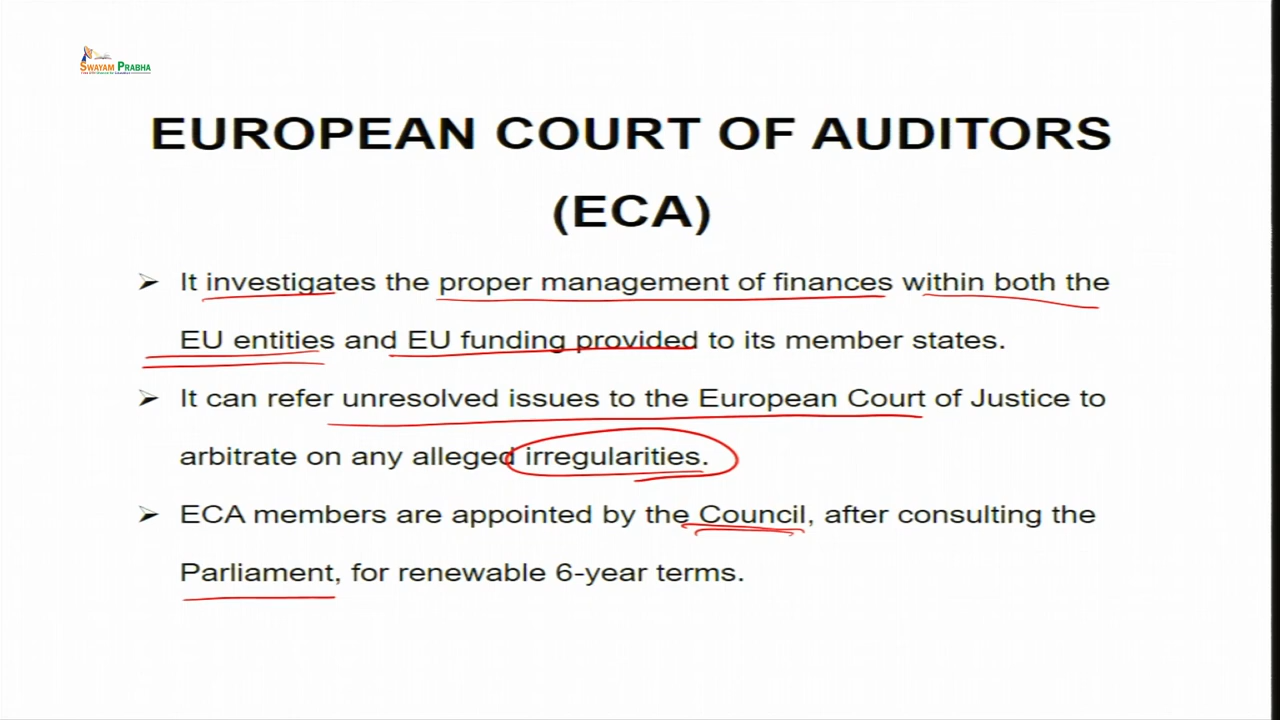 SWAYAM PRABHA
EUROPEAN COURT OF AUDITORS
(ECA)
➢ It investigates the proper management of finances within both the
EU entities and EU funding provided to its member states.
➢ It can refer unresolved issues to the European Court of Justice to
arbitrate on any alleged irregularities.
➢ ECA members are appointed by the Council, after consulting the
Parliament, for renewable 6-year terms.